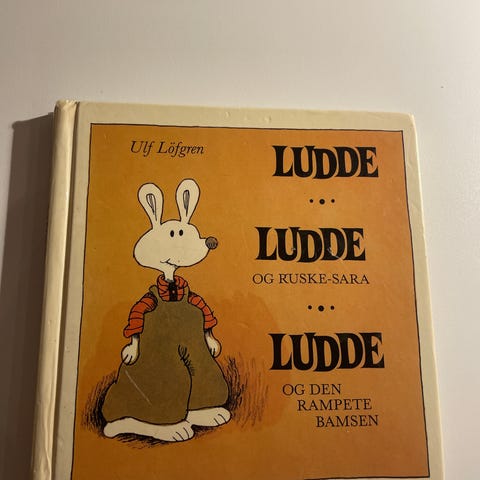 Ulf Löfgren
LUDDE
LUDDE
OG RUSKE-SARA
LUDDE
OG DEN
RAMPETE
BAMSEN